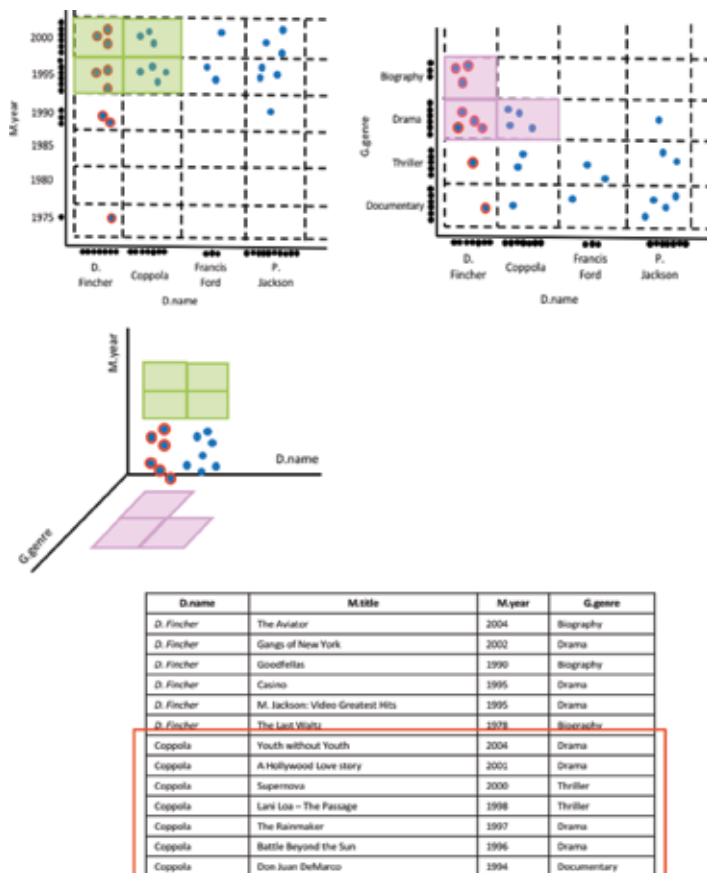 2000
1995
1990
1985
1980
1975
M.year
D. Fincher
Coppola
Francis Ford
P. Jackson
D.name
Biography
Drama
Thriller
Documentary
G.genre
D. Fincher
Coppola
Francis Ford
P. Jackson
D.name
M.year
D.name
G.genre
D.name M.title M.year G.genre
D. Fincher The Aviator 2004 Biography
D. Fincher Gangs of New York 2002 Drama
D. Fincher Goodfellas 1990 Biography
D. Fincher Casino 1995 Drama
D. Fincher M. Jackson: Video Greatest Hits 1995 Drama
D. Fincher The Last Waltz 1978 Biography
Coppola Youth without Youth 2004 Drama
Coppola A Hollywood Love story 2001 Drama
Coppola Supernova 2000 Thriller
Coppola Lani Loa – The Passage 1998 Thriller
Coppola The Rainmaker 1997 Drama
Coppola Battle Beyond the Sun 1996 Drama
Coppola Don Juan DeMarco 1994 Documentary